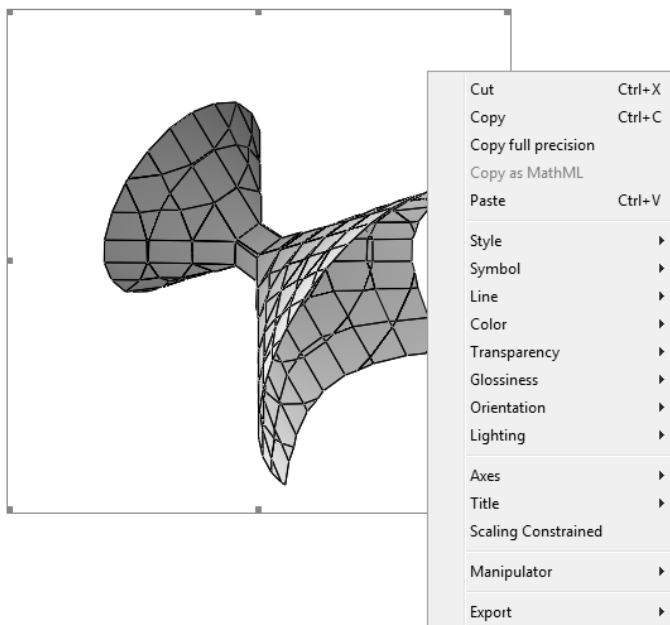 Cut Ctrl+X
Copy Ctrl+C
Copy full precision
Copy as MathML
Paste Ctrl+V
Style
Symbol
Line
Color
Transparency
Glossiness
Orientation
Lighting
Axes
Title
Scaling Constrained
Manipulator
Export